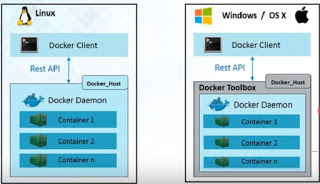 Linux
Docker Client
Rest API
Docker_Host
Docker Daemon
Container 1
Container 2
Container n
Windows / OS X
Docker Client
Rest API
Docker_Host
Docker Toolbox
Docker Daemon
Container 1
Container 2
Container n